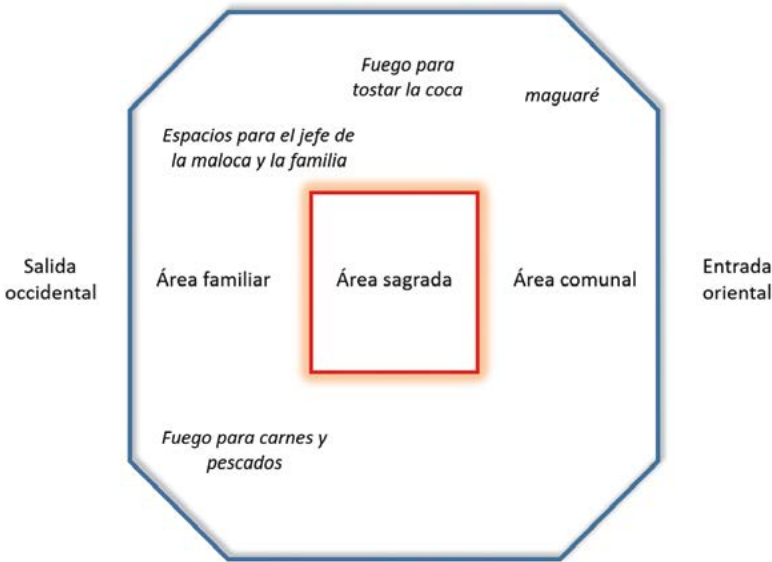 Fuego para
tostar la coca
maguaré
Espacios para el jefe de
la maloca y la familia
Salida
occidental
Área familiar
Área sagrada
Área comunal
Entrada
oriental
Fuego para carnes y
pescados